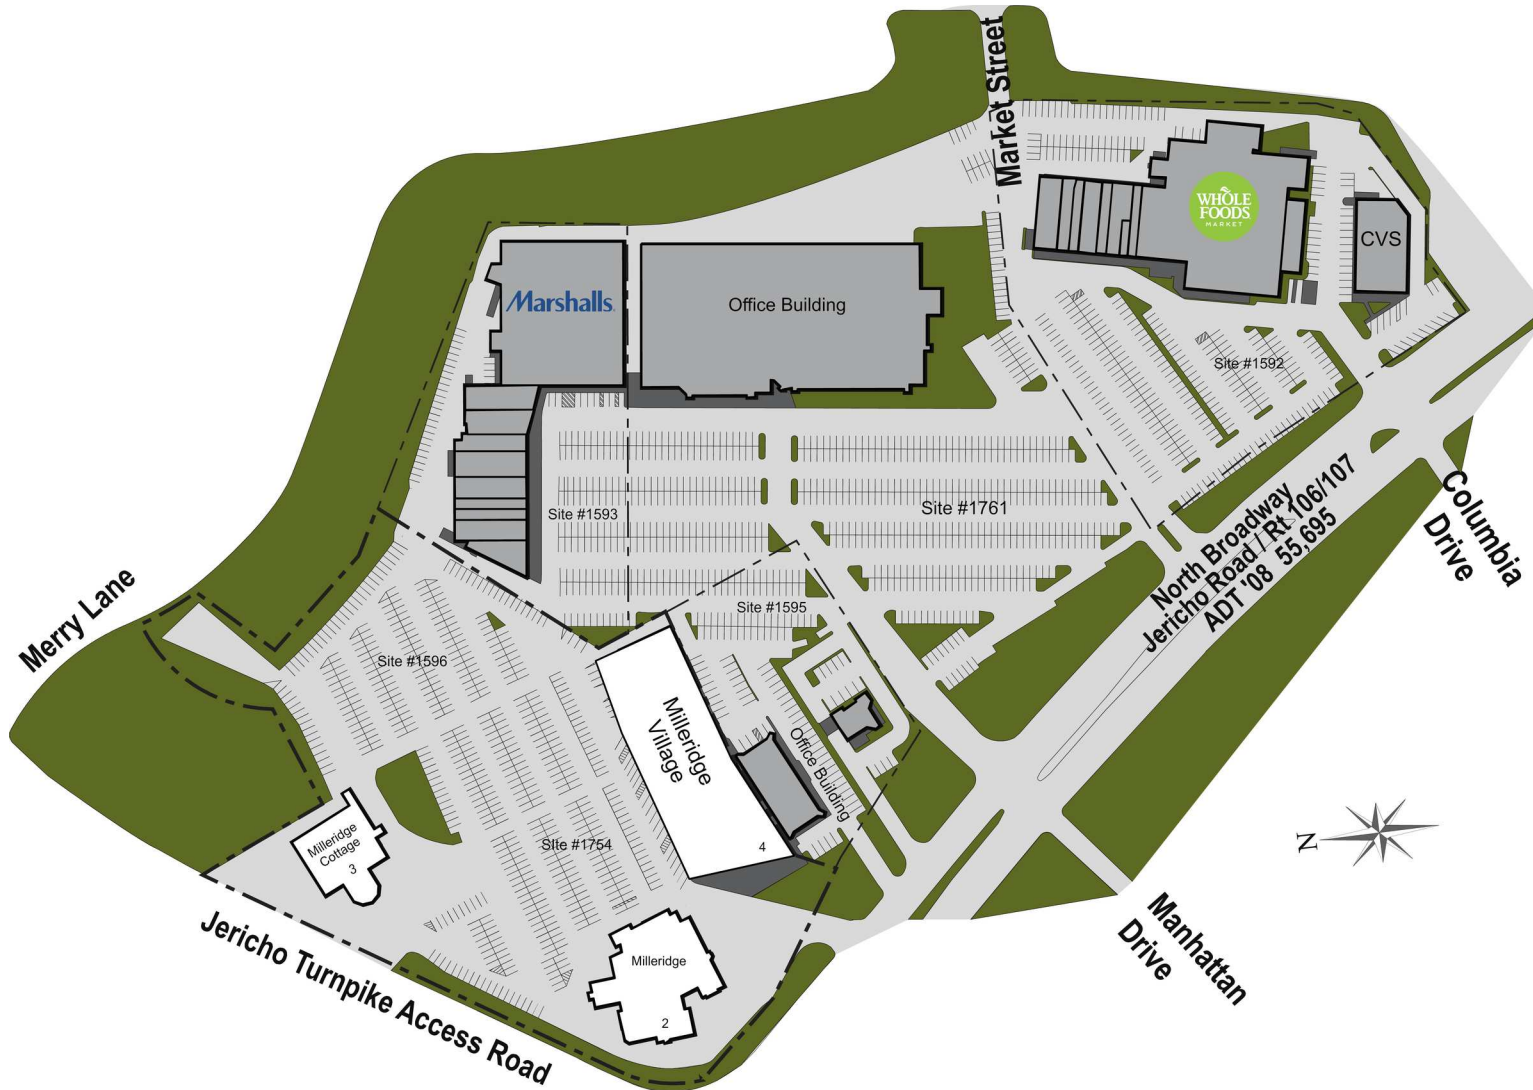 Market Street
WHOLE
FOODS
MARKET
CVS
Marshalls
Office Building
Site #1592
Site #1593
Site #1761
North Broadway
Jericho Road / Rt 106/107
ADT '08 55,695
Columbia
Drive
Merry Lane
Site #1595
Site #1596
Milleridge
Village
4
Office Building
Milleridge
Cottage
3
SIte #1754
N
Jericho Turnpike Access Road
Milleridge
2
Manhattan
Drive